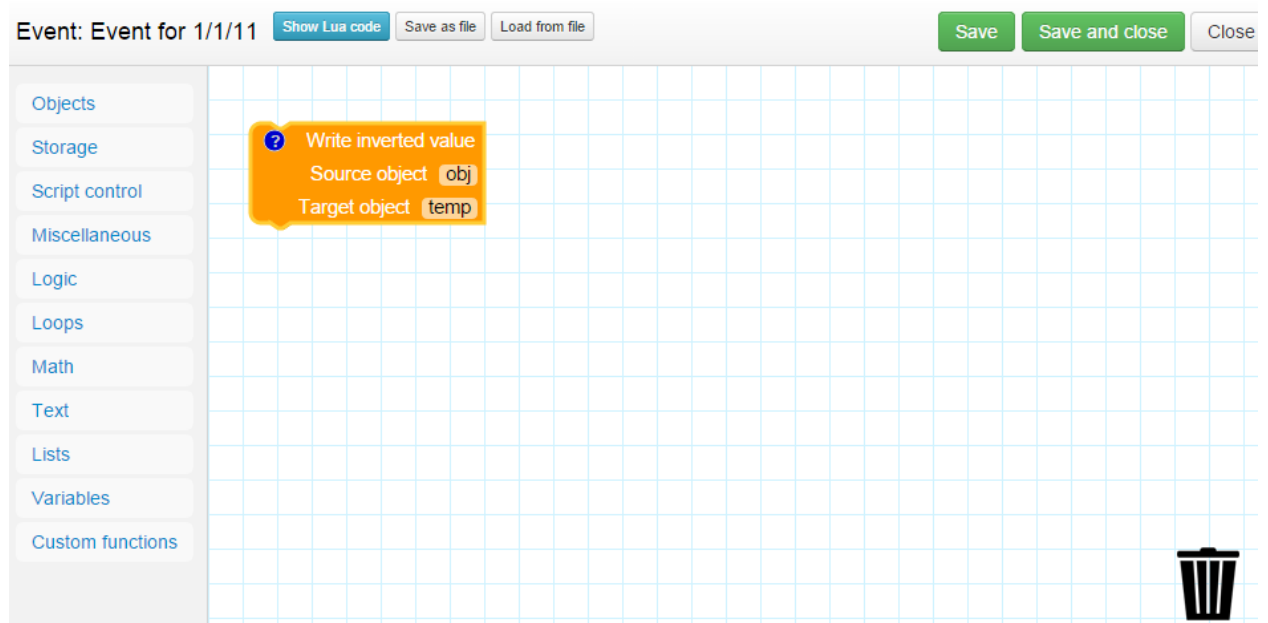 Event: Event for 1/1/11 Show Lua code Save as file Load from file Save Save and close Close
Objects
Storage
Script control
Miscellaneous
Logic
Loops
Math
Text
Lists
Variables
Custom functions
? Write inverted value
Source object obj
Target object temp